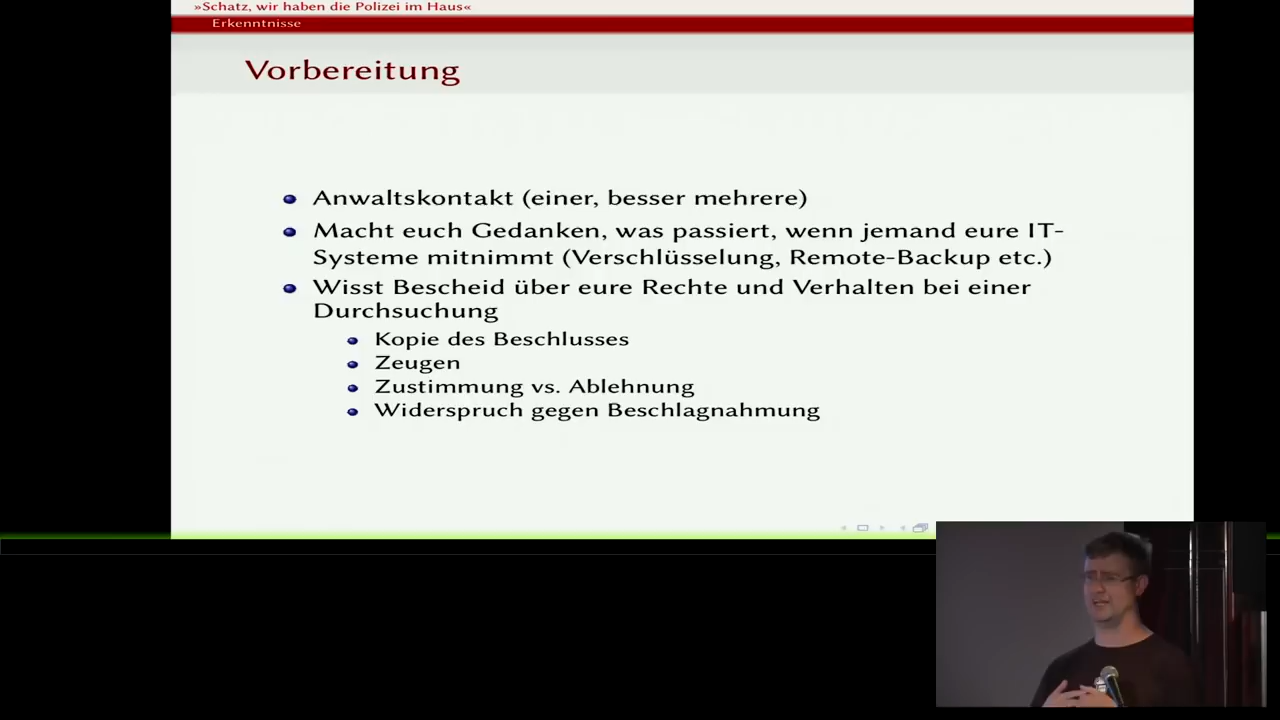 »Schatz, wir haben die Polizei im Haus«
Erkenntnisse
Vorbereitung
Anwaltskontakt (einer, besser mehrere)
Macht euch Gedanken, was passiert, wenn jemand eure IT-
Systeme mitnimmt (Verschlüsselung, Remote-Backup etc.)
Wisst Bescheid über eure Rechte und Verhalten bei einer
Durchsuchung
Kopie des Beschlusses
Zeugen
Zustimmung vs. Ablehnung
Widerspruch gegen Beschlagnahmung